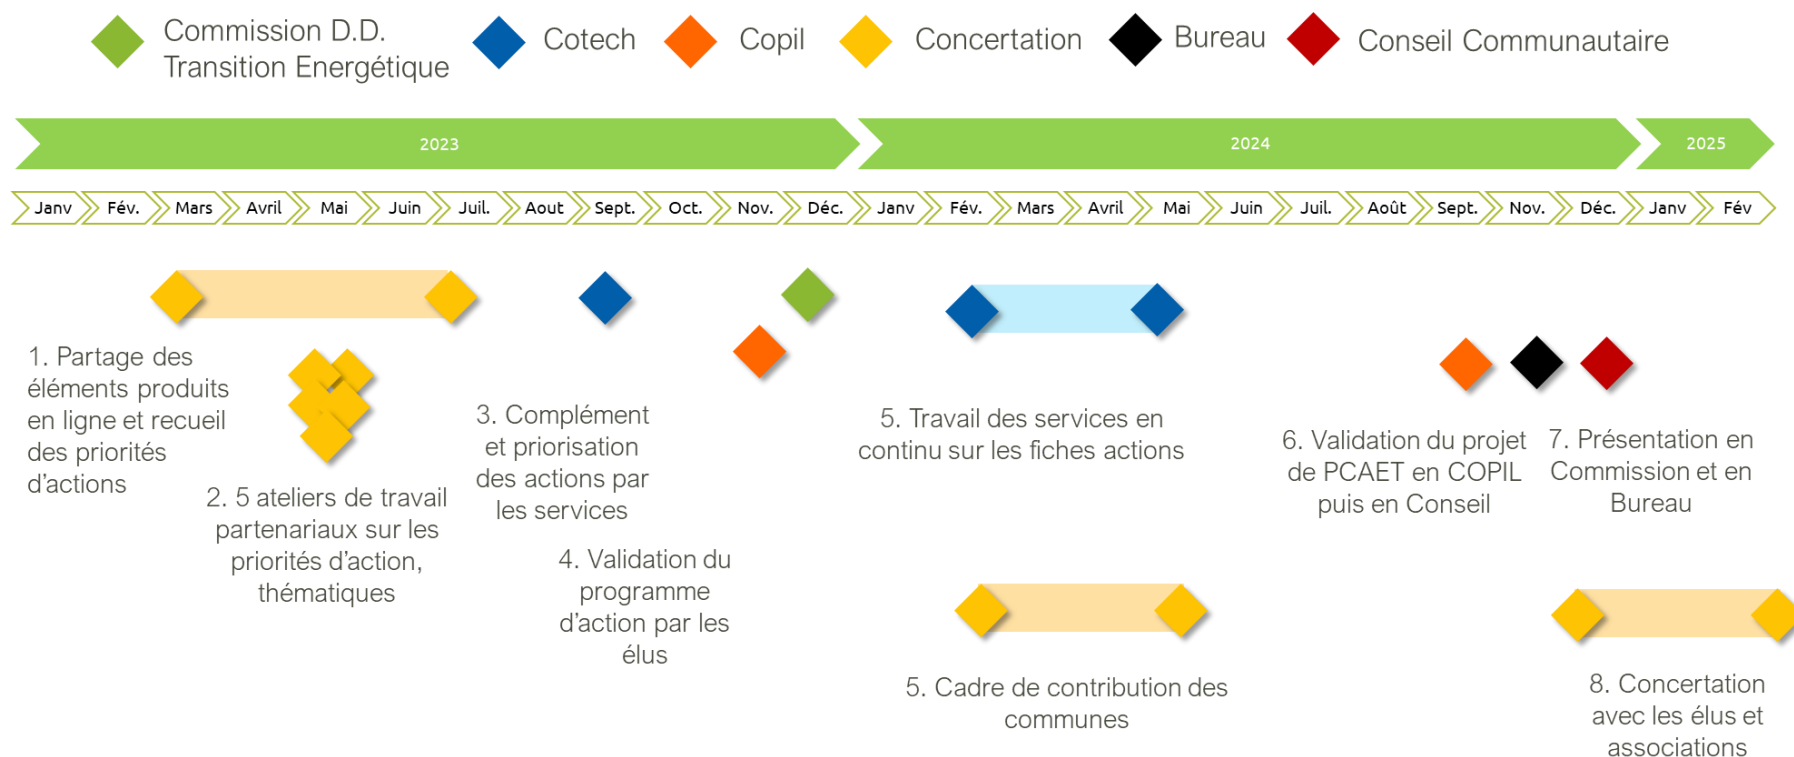 Commission D.D.
Transition Energétique
Cotech
Copil
Concertation
Bureau
Conseil Communautaire
2023
2024
2025
Janv
Fév.
Mars
Avril
Mai
Juin
Juil.
Aout
Sept.
Oct.
Nov.
Déc.
Janv
Fév.
Mars
Avril
Mai
Juin
Juil.
Août
Sept.
Nov.
Déc.
Janv
Fév
1. Partage des
éléments produits
en ligne et recueil
des priorités
d’actions
2. 5 ateliers de travail
partenariaux sur les
priorités d’action,
thématiques
3. Complément
et priorisation
des actions par
les services
4. Validation du
programme
d’action par les
élus
5. Travail des services en
continu sur les fiches actions
5. Cadre de contribution des
communes
6. Validation du projet
de PCAET en COPIL
puis en Conseil
7. Présentation en
Commission et en
Bureau
8. Concertation
avec les élus et
associations